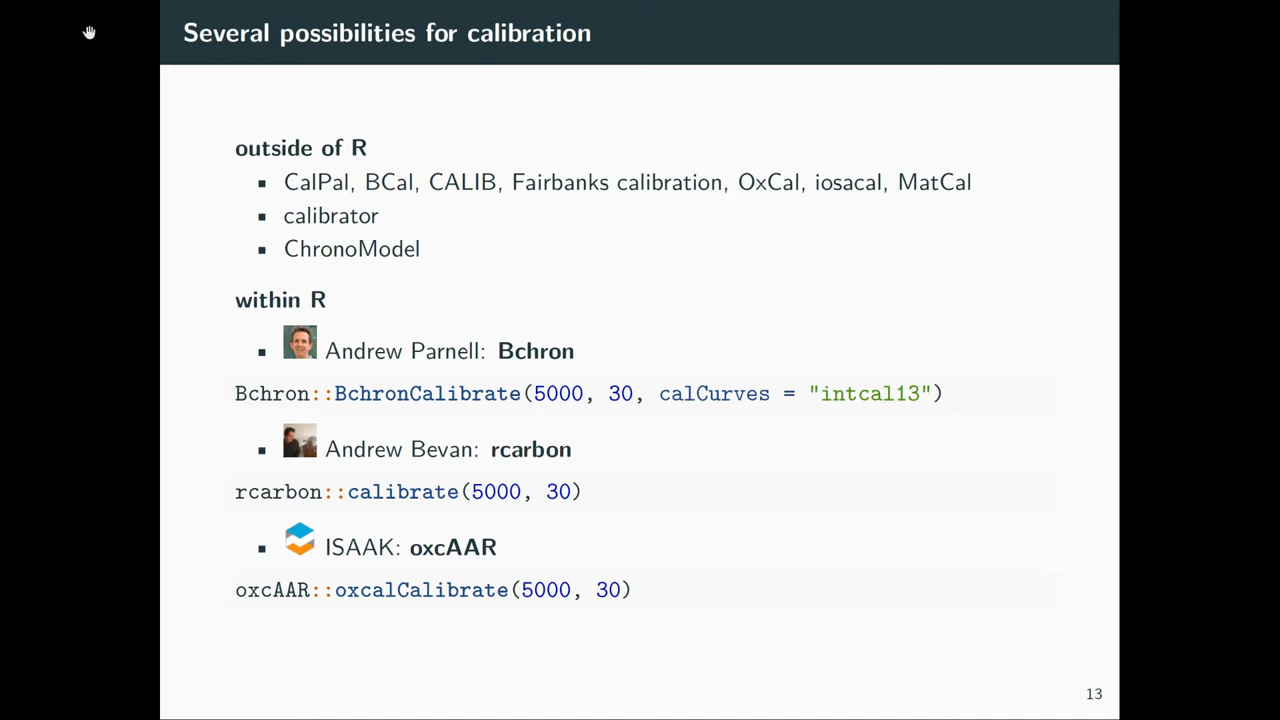 Several possibilities for calibration
outside of R
CalPal, BCal, CALIB, Fairbanks calibration, OxCal, iosacal, MatCal
calibrator
ChronoModel
within R
Andrew Parnell: Bchron
Bchron::BchronCalibrate(5000, 30, calCurves = "intcal13")
Andrew Bevan: rcarbon
rcarbon::calibrate(5000, 30)
ISAAK: oxcAAR
oxcAAR::oxcalCalibrate(5000, 30)
13